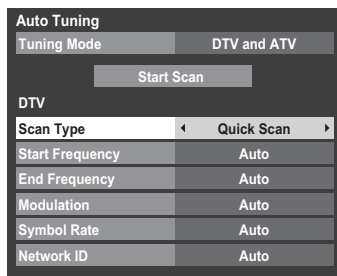 Auto Tuning
Tuning Mode DTV and ATV
Start Scan
DTV
Scan Type Quick Scan
Start Frequency Auto
End Frequency Auto
Modulation Auto
Symbol Rate Auto
Network ID Auto